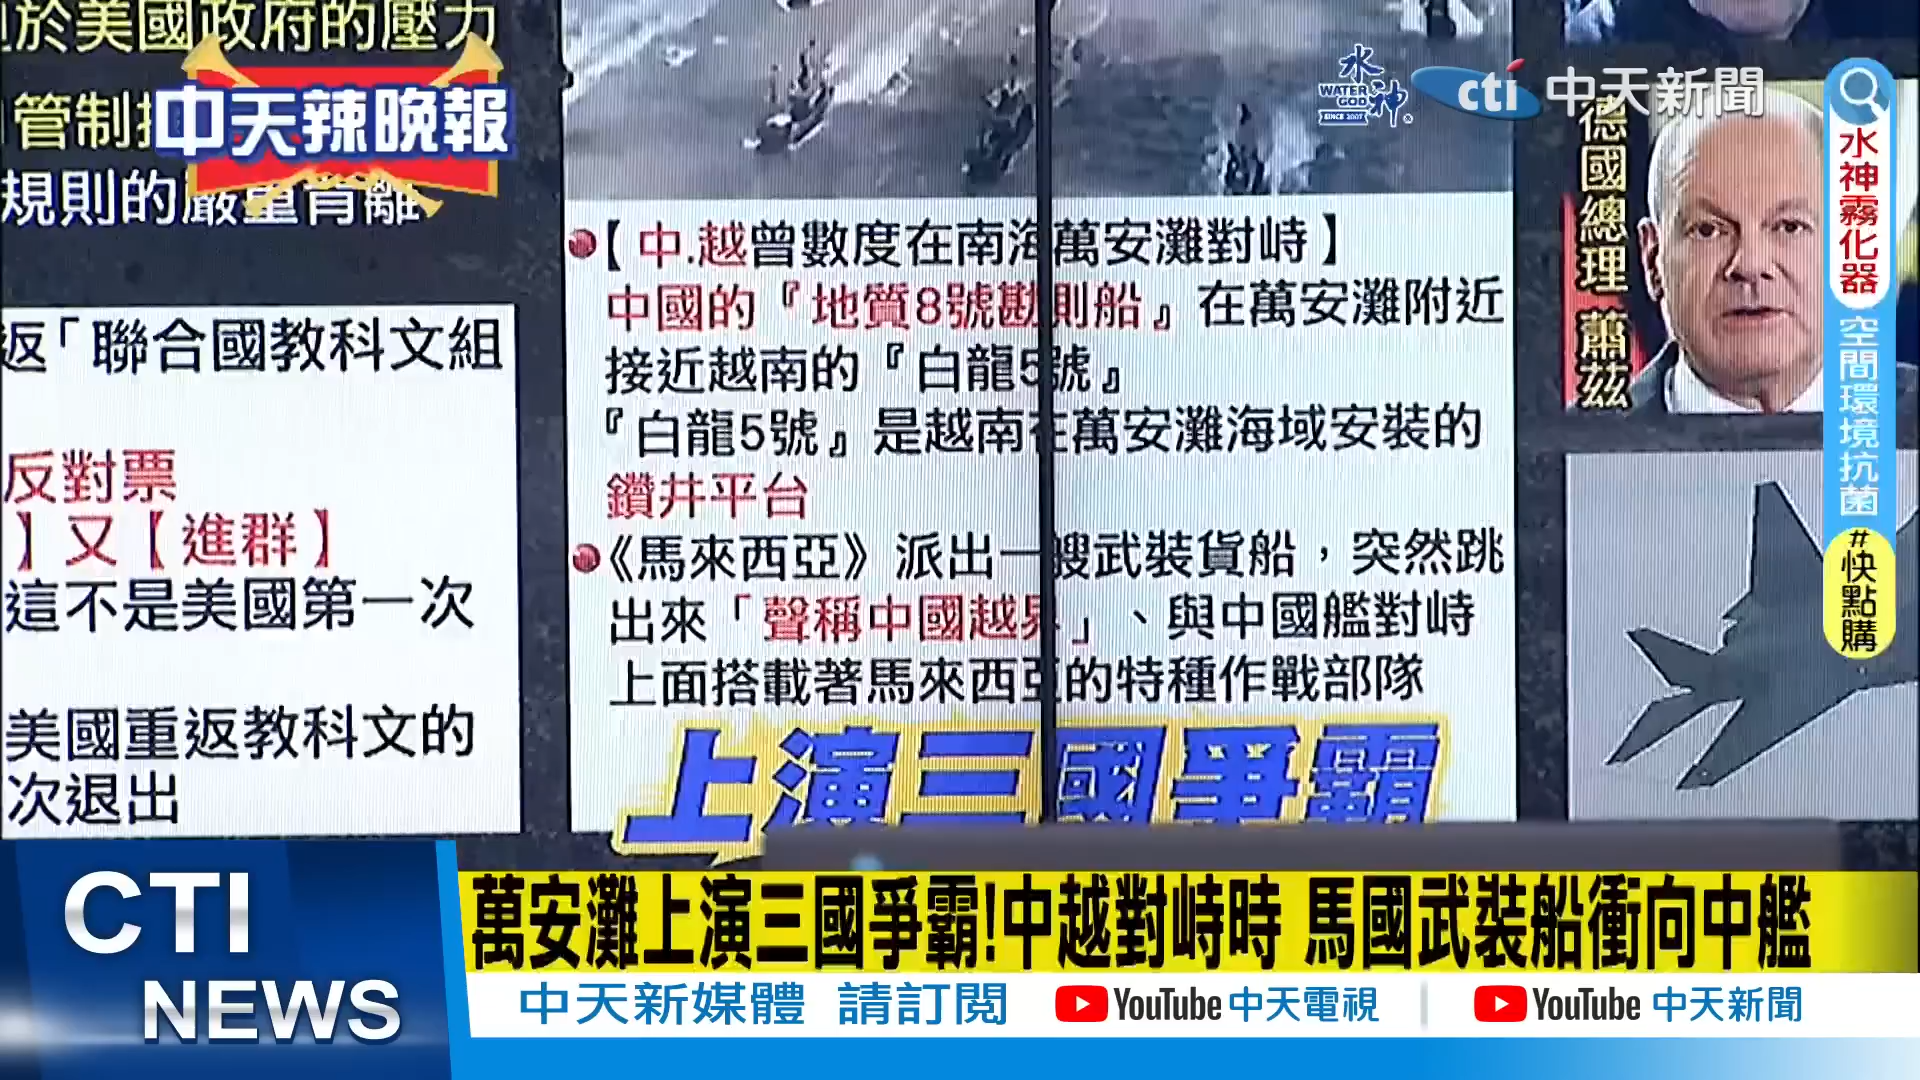 於美國政府的壓力
管制
規則的嚴重背離
中天辣晚報
返「聯合國教科文組
反對票
】又【進群】
這不是美國第一次
美國重返教科文的
次退出
【中.越曾數度在南海萬安灘對峙】
中國的『地質8號勘測船』在萬安灘附近
接近越南的『白龍5號』
『白龍5號』是越南在萬安灘海域安裝的
鑽井平台
《馬來西亞》派出一艘武裝貨船，突然跳
出來「聲稱中國越界」、與中國艦對峙
上面搭載著馬來西亞的特種作戰部隊
上演三國爭霸
水神
WATER GOD
SINCE 2007
cti 中天新聞
德國總理 蕭茲
水神霧化器
空間環境抗菌
#快點購
CTI
NEWS
萬安灘上演三國爭霸!中越對峙時 馬國武裝船衝向中艦
中天新媒體 請訂閱 YouTube 中天電視 | YouTube 中天新聞